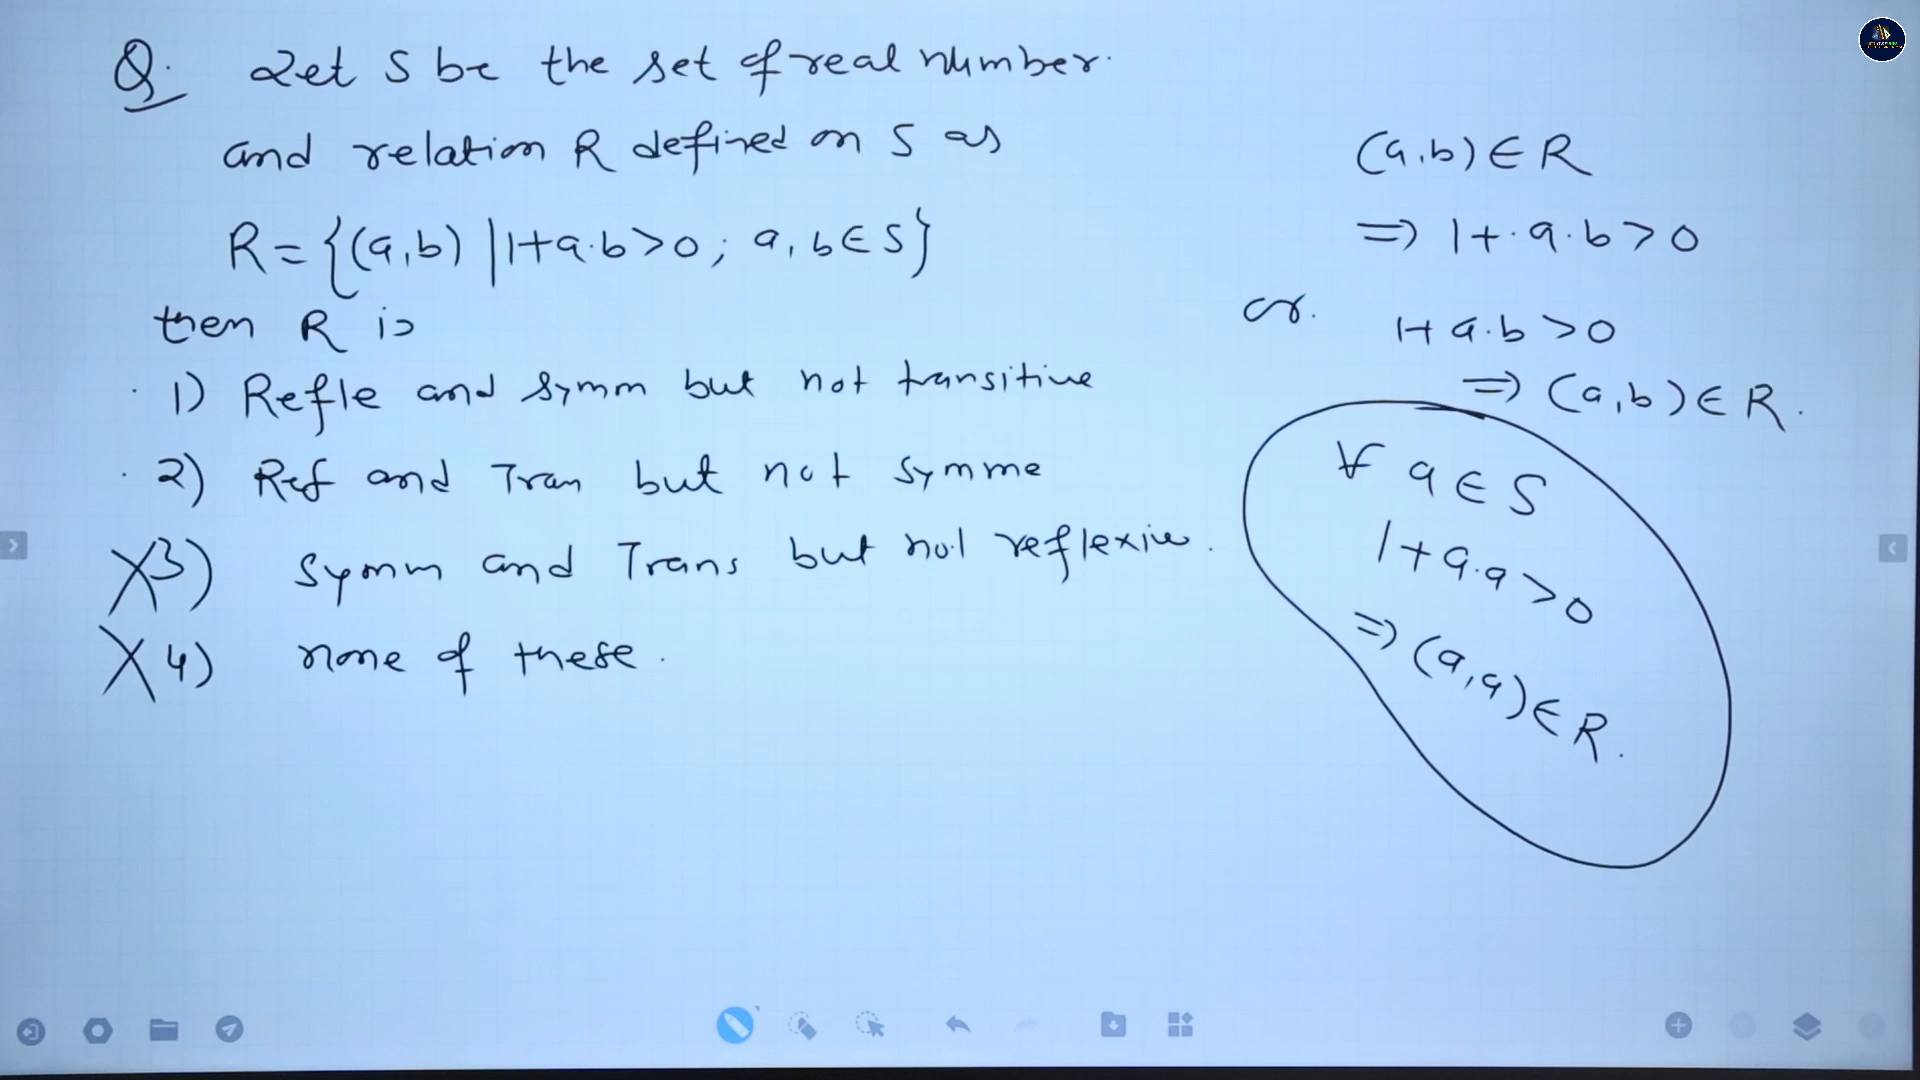 Q. Let S be the set of real number.
and relation R defined on S as
R = {(a,b) | 1+a.b>0; a, b∈S}
then R is
1) Refle and Symm but not transitive
2) Ref and Tran but not symme
X3) Symm and Trans but not reflexive.
X4) none of these.
(a,b)∈R
=> 1+.a.b>0
or. 1+a.b>0
=> (a,b)∈R.
∀ a∈S
1+a.a>0
=> (a,a)∈R.